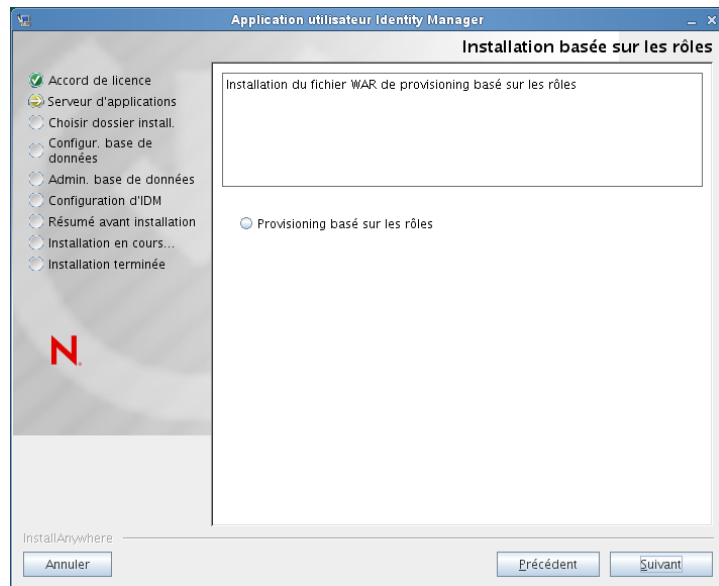 Application utilisateur Identity Manager
Installation basée sur les rôles
Accord de licence
Serveur d'applications
Choisir dossier install.
Configur. base de
données
Admin. base de données
Configuration d'IDM
Résumé avant installation
Installation en cours...
Installation terminée
N
Installation du fichier WAR de provisioning basé sur les rôles
Provisioning basé sur les rôles
InstallAnywhere
Annuler
Précédent
Suivant